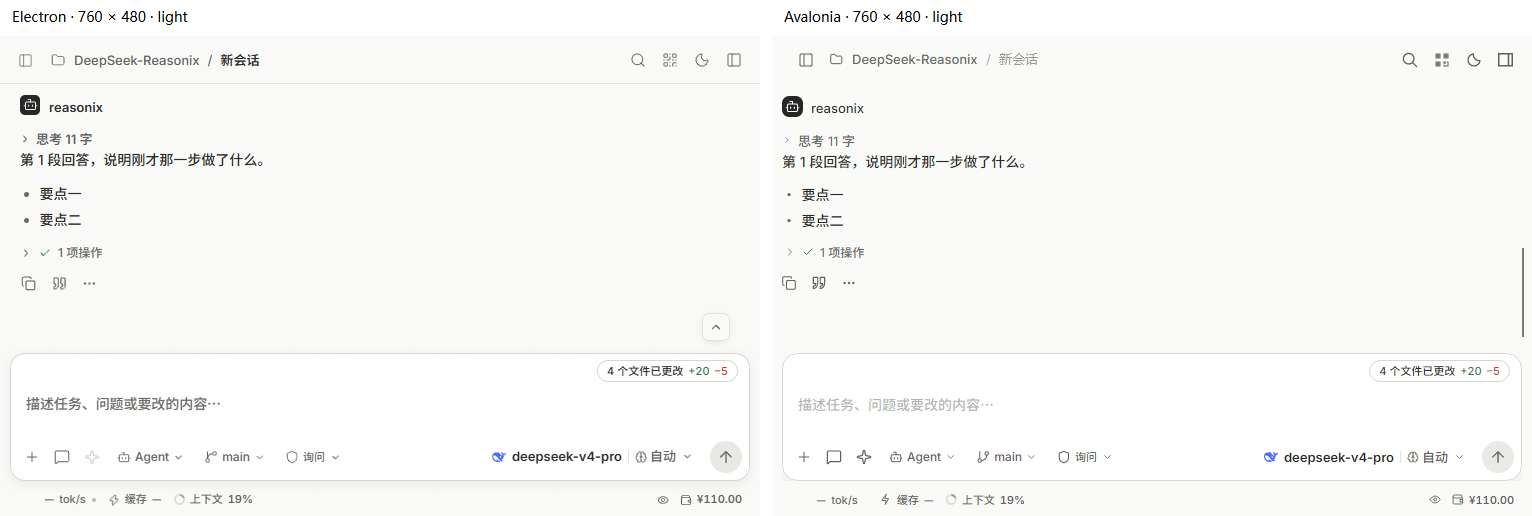 Electron · 760 × 480 · light
DeepSeek-Reasonix / 新会话
reasonix
思考 11 字
第 1 段回答，说明刚才那一步做了什么。
• 要点一
• 要点二
1 项操作
4 个文件已更改 +20 −5
描述任务、问题或要改的内容…
Agent main 询问 deepseek-v4-pro 自动
— tok/s 缓存 — 上下文 19% ¥110.00
Avalonia · 760 × 480 · light
DeepSeek-Reasonix / 新会话
reasonix
思考 11 字
第 1 段回答，说明刚才那一步做了什么。
• 要点一
• 要点二
1 项操作
4 个文件已更改 +20 −5
描述任务、问题或要改的内容…
Agent main 询问 deepseek-v4-pro 自动
— tok/s 缓存 — 上下文 19% ¥110.00